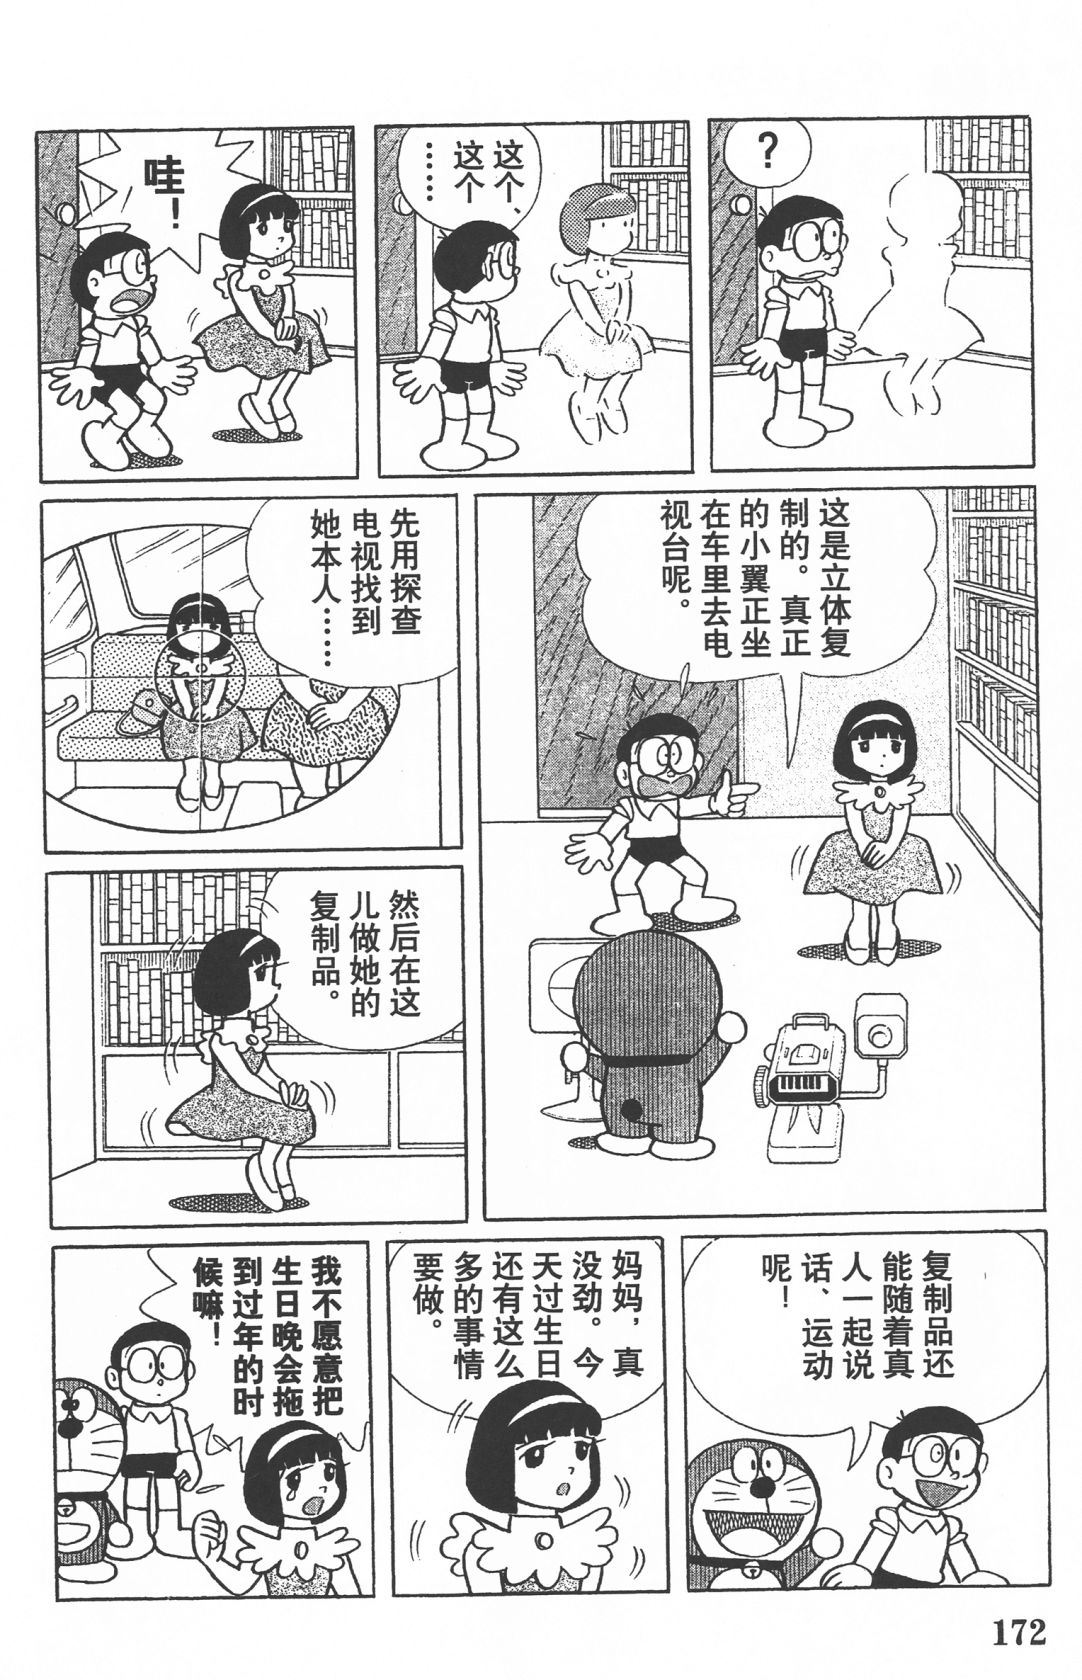 ?
这个、
这个
……
哇！
这是立体复
制的。真正
的小翼正坐
在车里去电
视台呢。
先用探查
电视找到
她本人……
然后在这
儿做她的
复制品。
复制品还
能随着真
人一起说
话、运动
呢！
妈妈，真
没劲。今
天过生日
还有这么
多的事情
要做。
我不愿意把
生日晚会拖
到过年的时
候嘛！
172